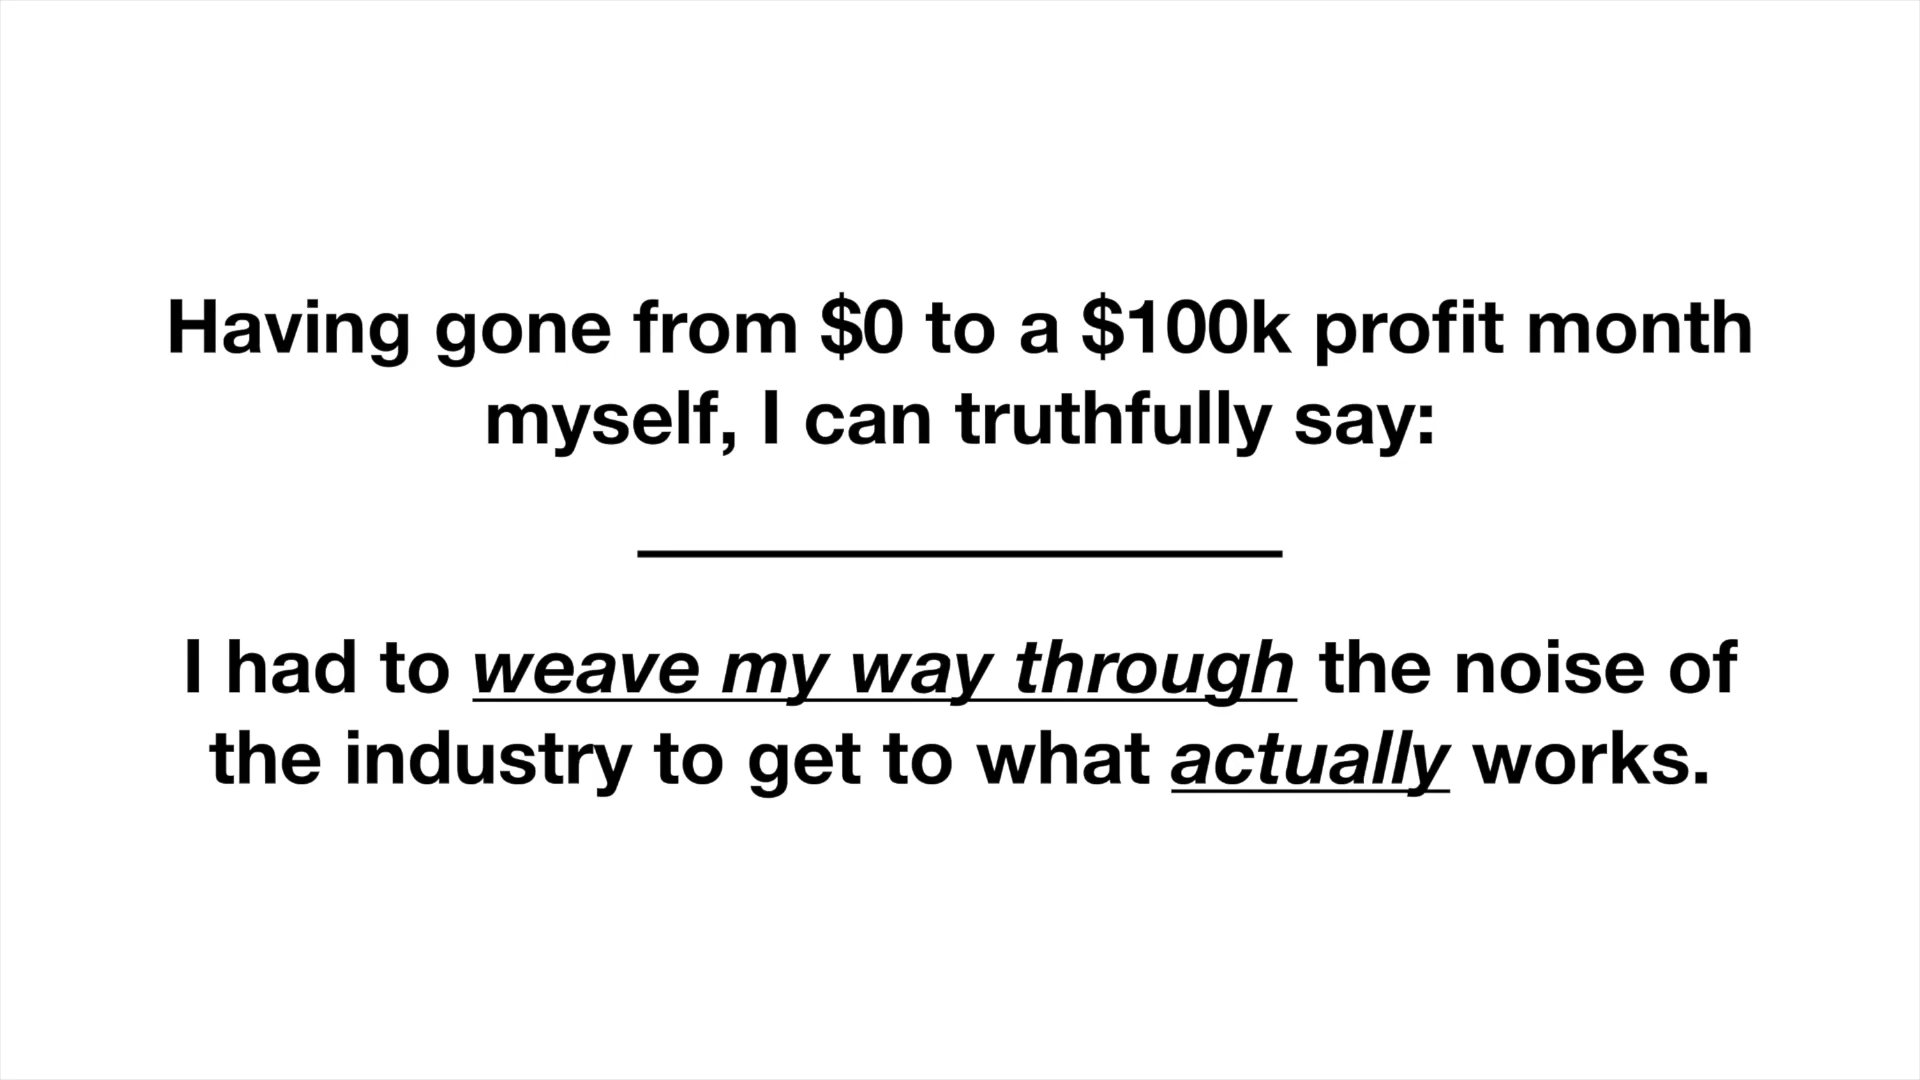 Having gone from $0 to a $100k profit month
myself, I can truthfully say:
I had to weave my way through the noise of
the industry to get to what actually works.